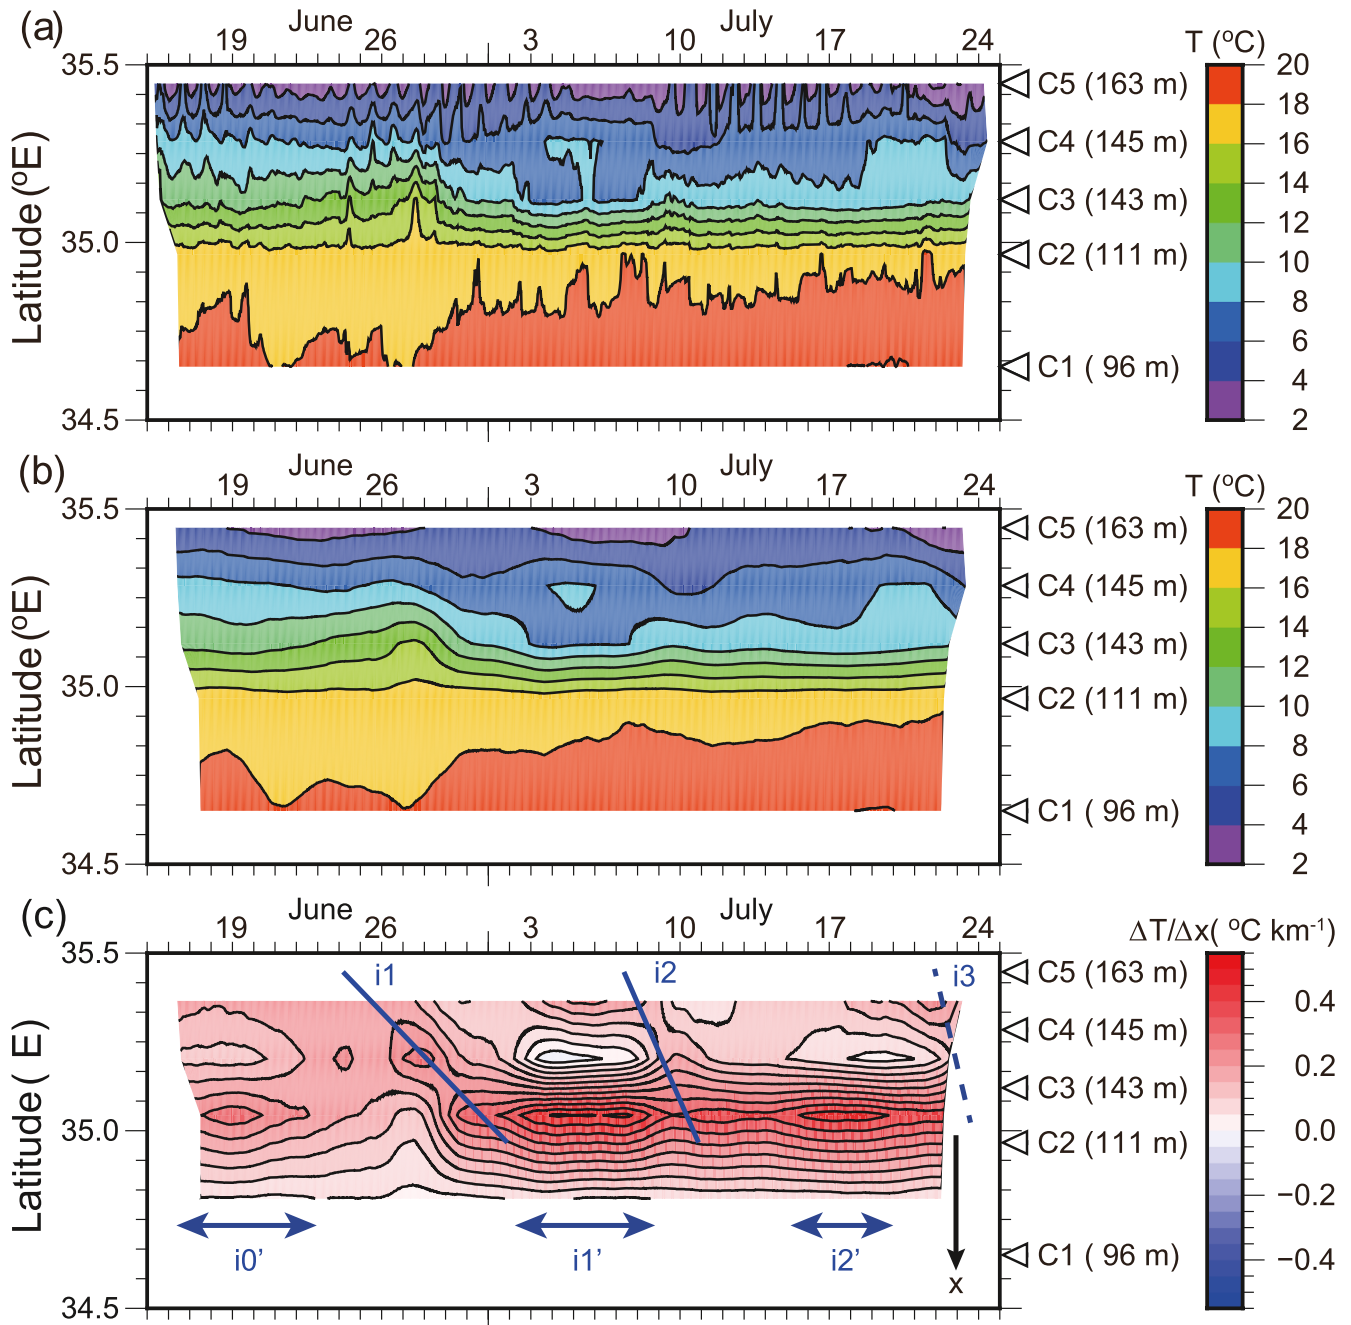 (a)
June
July
19
26
3
10
17
24
T (ºC)
35.5
35.0
34.5
Latitude (ºE)
C5 (163 m)
C4 (145 m)
C3 (143 m)
C2 (111 m)
C1 ( 96 m)
20
18
16
14
12
10
8
6
4
2
(b)
June
July
19
26
3
10
17
24
T (ºC)
35.5
35.0
34.5
Latitude (ºE)
C5 (163 m)
C4 (145 m)
C3 (143 m)
C2 (111 m)
C1 ( 96 m)
20
18
16
14
12
10
8
6
4
2
(c)
June
July
19
26
3
10
17
24
ΔT/Δx( ºC km-1)
35.5
35.0
34.5
Latitude ( E)
i1
i2
i3
C5 (163 m)
C4 (145 m)
C3 (143 m)
C2 (111 m)
C1 ( 96 m)
i0’
i1’
i2’
x
0.4
0.2
0.0
−0.2
−0.4